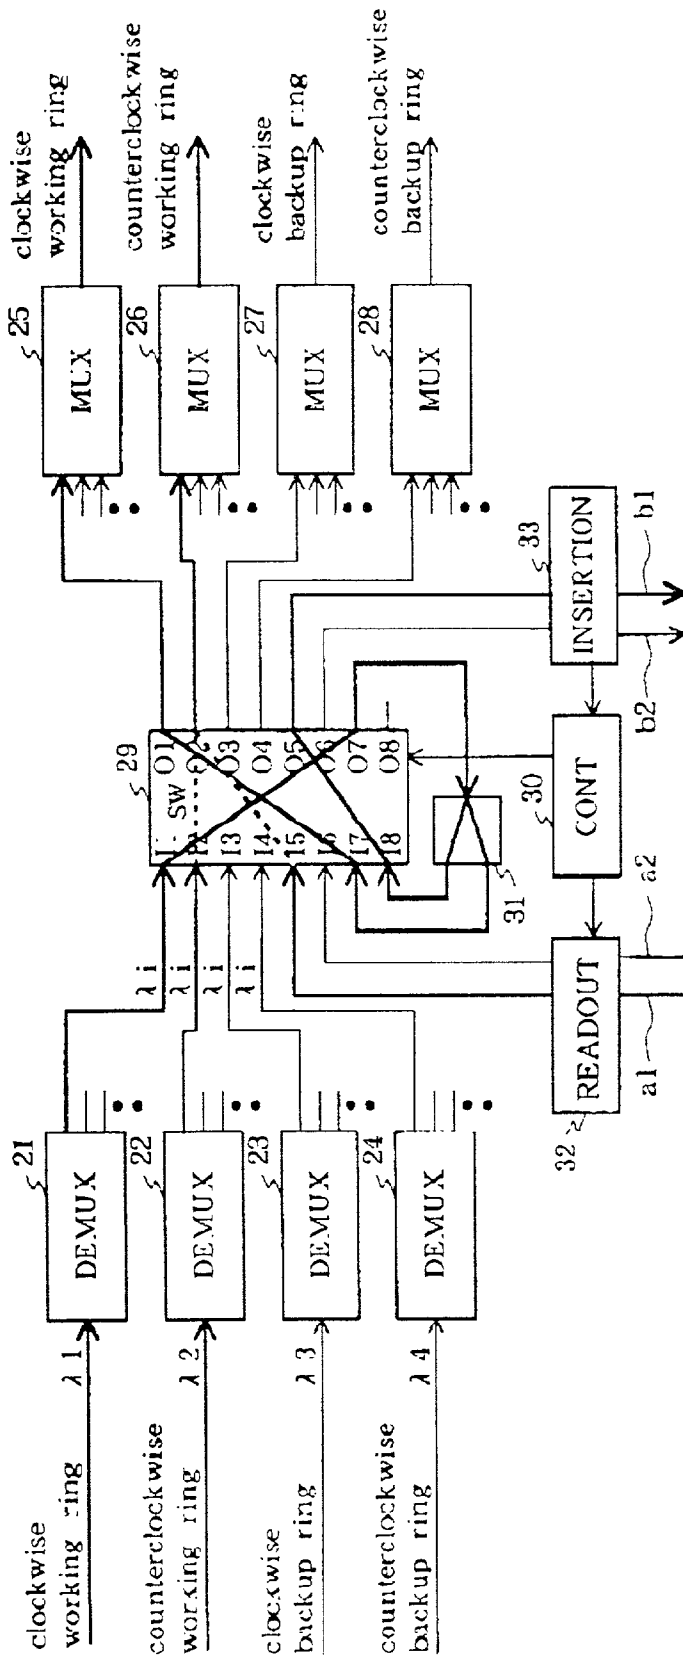 clockwise
working ring
λ1
21
DEMUX
counterclockwise
working ring
λ2
22
DEMUX
clockwise
backup ring
λ3
23
DEMUX
counterclockwise
backup ring
λ4
24
DEMUX
λi
λi
λi
λi
29
SW
I3
I4
I5
I6
I7
I8
O1
O2
O3
O4
O5
O6
O7
O8
31
25
MUX
clockwise
working ring
26
MUX
counterclockwise
working ring
27
MUX
clockwise
backup ring
28
MUX
counterclockwise
backup ring
32
READOUT
a1
a2
30
CONT
33
INSERTION
b2
b1